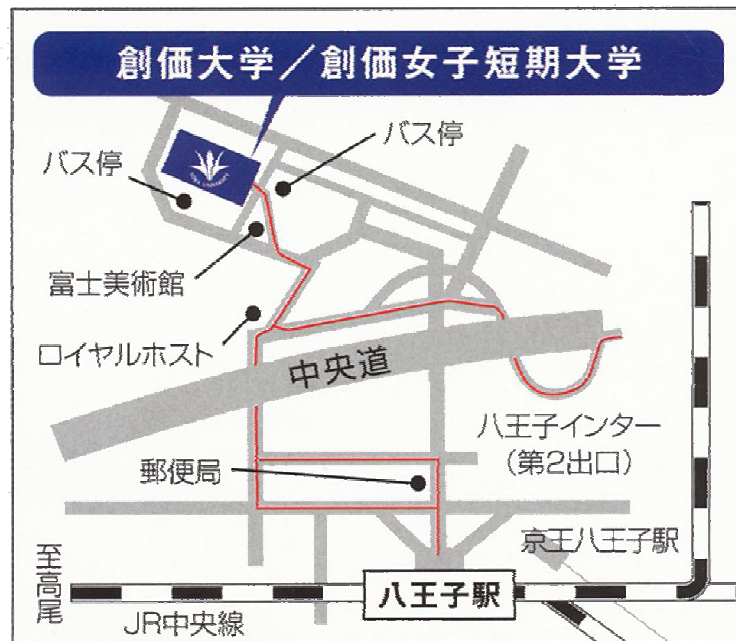 創価大学／創価女子短期大学
バス停
バス停
富士美術館
ロイヤルホスト
中央道
八王子インター
（第2出口）
郵便局
京王八王子駅
至高尾
八王子駅
JR中央線